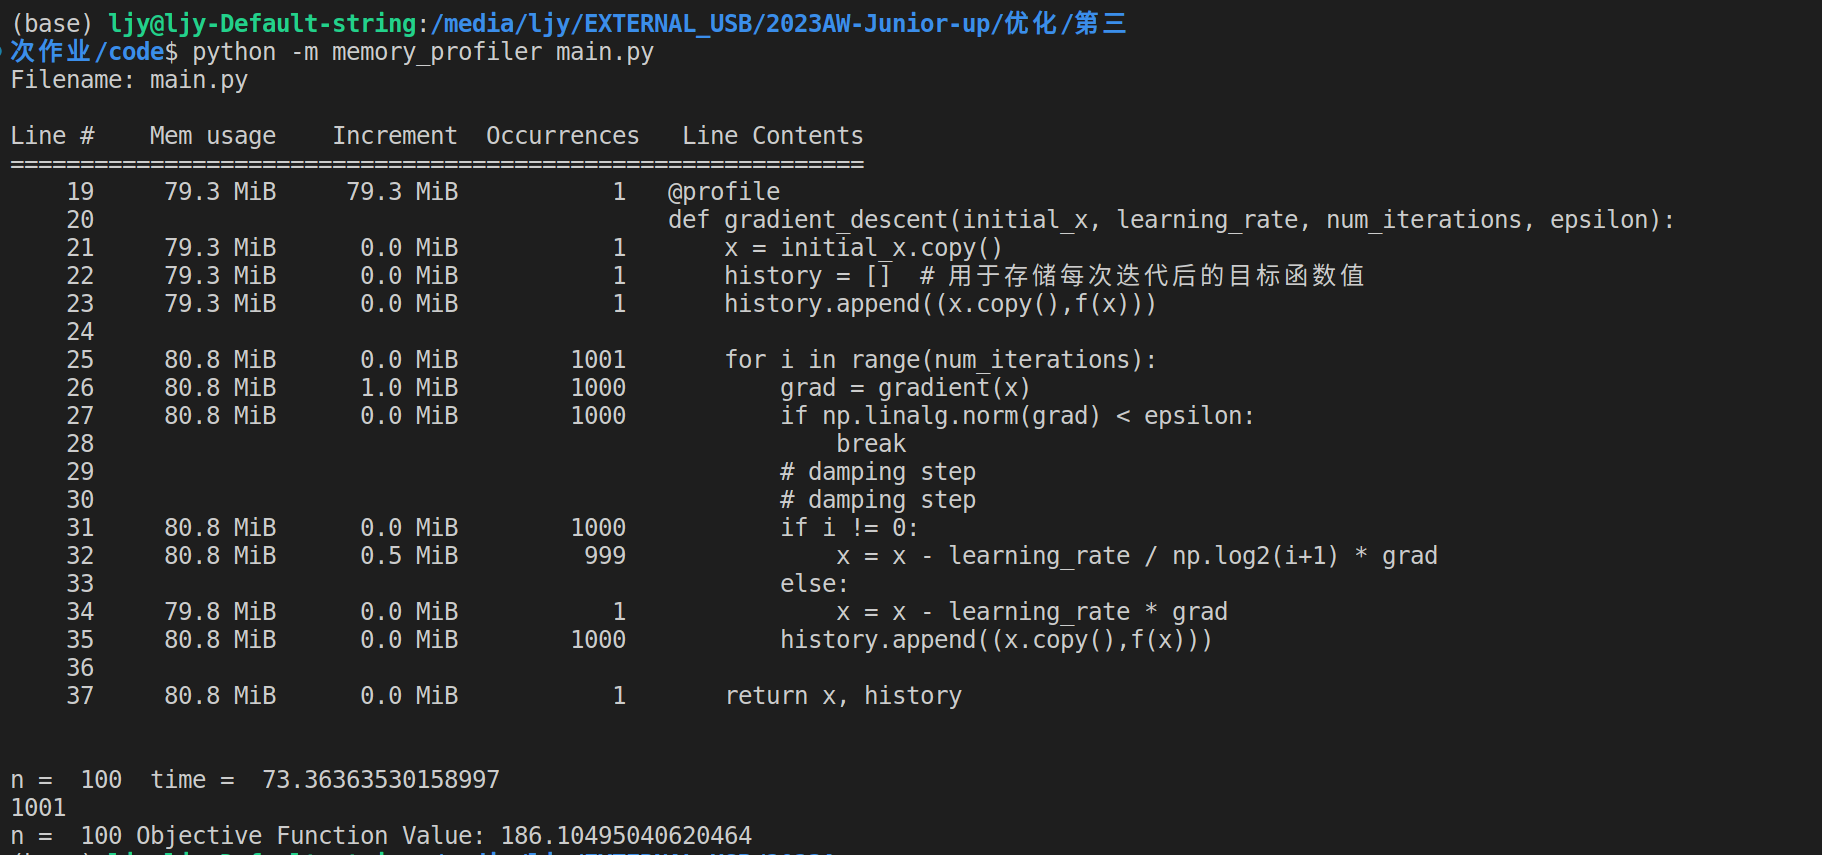 (base) ljy@ljy-Default-string:/media/ljy/EXTERNAL_USB/2023AW-Junior-up/优化/第三
次作业/code$ python -m memory_profiler main.py
Filename: main.py
Line #    Mem usage    Increment  Occurrences   Line Contents
=============================================================
    19     79.3 MiB     79.3 MiB           1   @profile
    20                                         def gradient_descent(initial_x, learning_rate, num_iterations, epsilon):
    21     79.3 MiB      0.0 MiB           1       x = initial_x.copy()
    22     79.3 MiB      0.0 MiB           1       history = []  # 用于存储每次迭代后的目标函数值
    23     79.3 MiB      0.0 MiB           1       history.append((x.copy(),f(x)))
    24
    25     80.8 MiB      0.0 MiB        1001       for i in range(num_iterations):
    26     80.8 MiB      1.0 MiB        1000           grad = gradient(x)
    27     80.8 MiB      0.0 MiB        1000           if np.linalg.norm(grad) < epsilon:
    28                                                     break
    29                                                 # damping step
    30                                                 # damping step
    31     80.8 MiB      0.0 MiB        1000           if i != 0:
    32     80.8 MiB      0.5 MiB         999               x = x - learning_rate / np.log2(i+1) * grad
    33                                                 else:
    34     79.8 MiB      0.0 MiB           1               x = x - learning_rate * grad
    35     80.8 MiB      0.0 MiB        1000           history.append((x.copy(),f(x)))
    36
    37     80.8 MiB      0.0 MiB           1       return x, history
n =  100  time =  73.36363530158997
1001
n =  100 Objective Function Value: 186.10495040620464